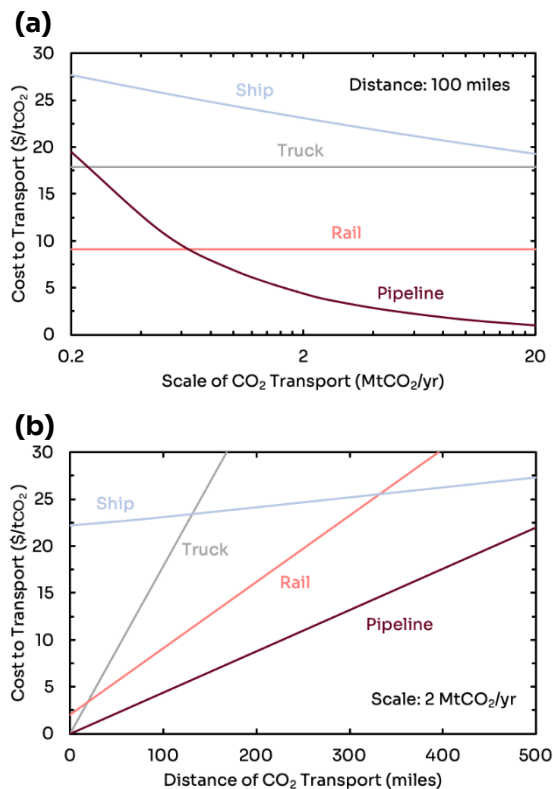 (a)
30
25
20
15
10
5
0
Cost to Transport ($/tCO₂)
Ship
Distance: 100 miles
Truck
Rail
Pipeline
0.2
2
20
Scale of CO₂ Transport (MtCO₂/yr)
(b)
30
25
20
15
10
5
0
Cost to Transport ($/tCO₂)
Ship
Truck
Rail
Pipeline
Scale: 2 MtCO₂/yr
0
100
200
300
400
500
Distance of CO₂ Transport (miles)